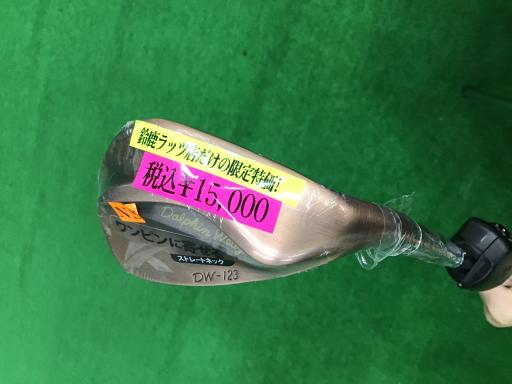 鈴鹿ラッツ店だけの限定特価!
税込¥15,000
Dolphin
ワンピンに寄せ
ストレートネック
DW-123